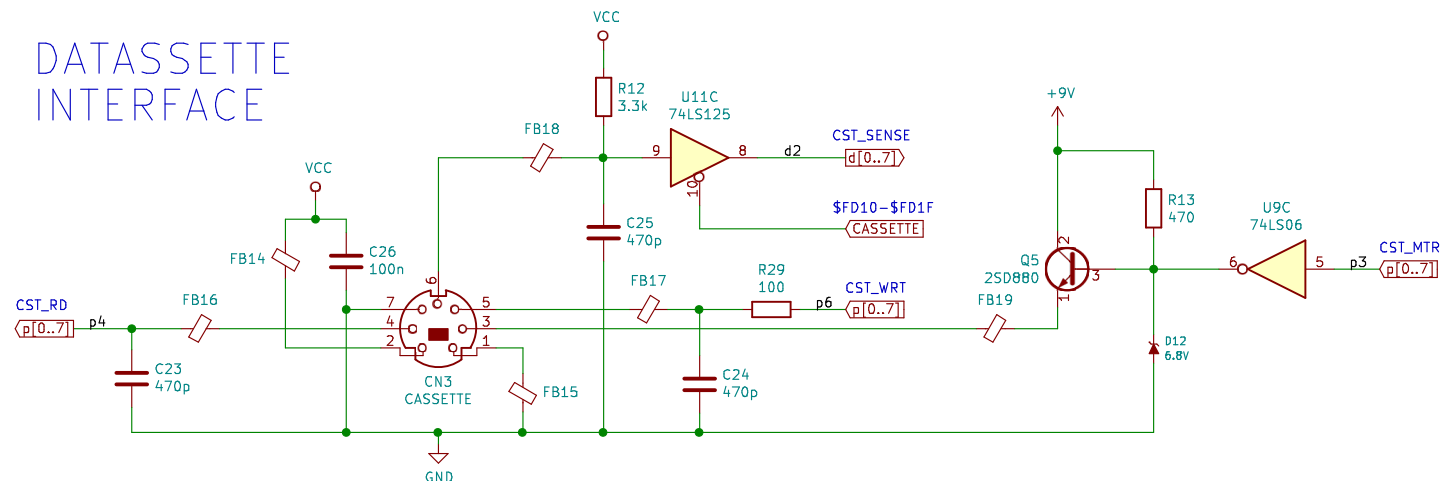 DATASSETTE
INTERFACE
VCC
R12
3.3k
U11C
74LS125
FB18
9
8
10
d2
CST_SENSE
d[0..7]
$FD10-$FD1F
CASSETTE
+9V
R13
470
U9C
74LS06
6
5
p3
CST_MTR
p[0..7]
Q5
2SD880
2
3
1
FB19
D12
6.8V
VCC
FB14
C26
100n
C25
470p
FB17
R29
100
p6
CST_WRT
p[0..7]
CST_RD
p[0..7]
p4
FB16
6
7
5
4
3
2
1
CN3
CASSETTE
FB15
C23
470p
C24
470p
GND